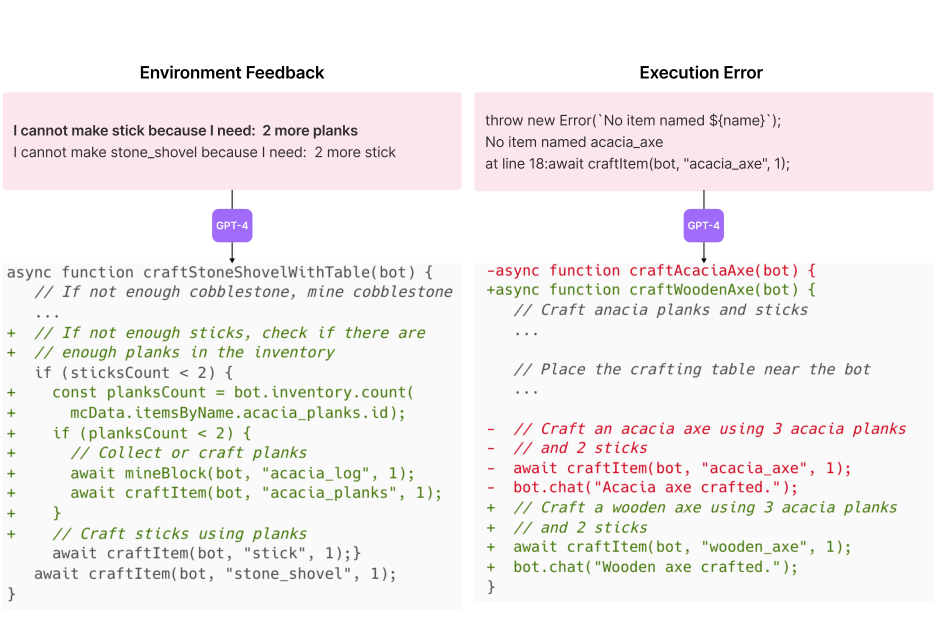 Environment Feedback
I cannot make stick because I need:  2 more planks
I cannot make stone_shovel because I need:  2 more stick
GPT-4
async function craftStoneShovelWithTable(bot) {
   // If not enough cobblestone, mine cobblestone
   ...
+  // If not enough sticks, check if there are
+  // enough planks in the inventory
   if (sticksCount < 2) {
+    const planksCount = bot.inventory.count(
+      mcData.itemsByName.acacia_planks.id);
+    if (planksCount < 2) {
+      // Collect or craft planks
+      await mineBlock(bot, "acacia_log", 1);
+      await craftItem(bot, "acacia_planks", 1);
+    }
+    // Craft sticks using planks
     await craftItem(bot, "stick", 1);}
   await craftItem(bot, "stone_shovel", 1);
}
Execution Error
throw new Error(`No item named ${name}`);
No item named acacia_axe
at line 18:await craftItem(bot, "acacia_axe", 1);
GPT-4
-async function craftAcaciaAxe(bot) {
+async function craftWoodenAxe(bot) {
   // Craft anacia planks and sticks
   ...
   // Place the crafting table near the bot
   ...
-  // Craft an acacia axe using 3 acacia planks
-  // and 2 sticks
-  await craftItem(bot, "acacia_axe", 1);
-  bot.chat("Acacia axe crafted.");
+  // Craft a wooden axe using 3 acacia planks
+  // and 2 sticks
+  await craftItem(bot, "wooden_axe", 1);
+  bot.chat("Wooden axe crafted.");
}